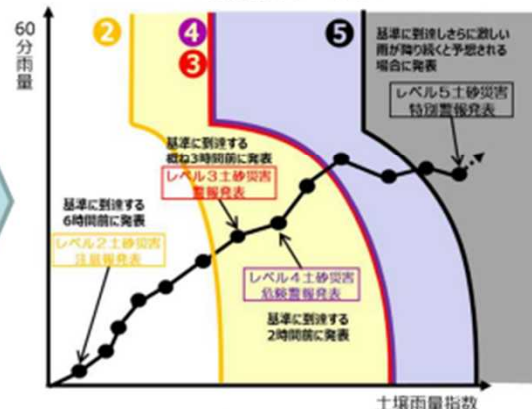 60
分
雨
量
❷
❹
❸
❺
基準に到達しさらに激しい
雨が降り続くと予想される
場合に発表
レベル5土砂災害
特別警報発表
基準に到達する
概ね3時間前に発表
レベル3土砂災害
警報発表
基準に到達する
6時間前に発表
レベル2土砂災害
注意報発表
レベル4土砂災害
危険警報発表
基準に到達する
2時間前に発表
土壌雨量指数